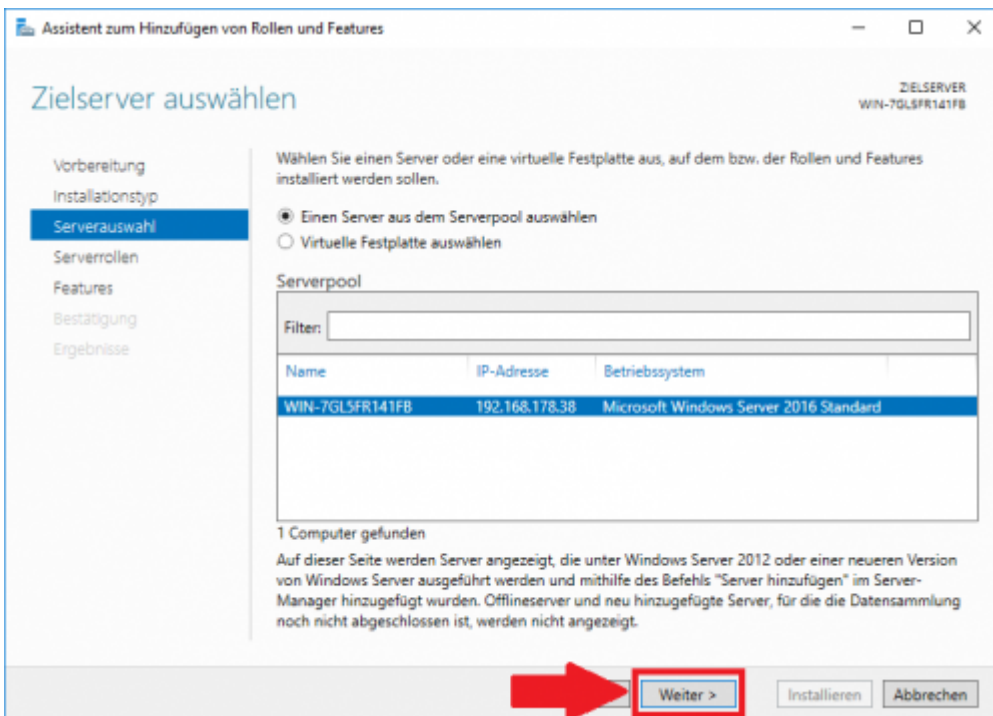 Assistent zum Hinzufügen von Rollen und Features
Zielserver auswählen
ZIELSERVER
WIN-7GL5FR141FB
Vorbereitung
Installationstyp
Serverauswahl
Serverrollen
Features
Bestätigung
Ergebnisse
Wählen Sie einen Server oder eine virtuelle Festplatte aus, auf dem bzw. der Rollen und Features
installiert werden sollen.
Einen Server aus dem Serverpool auswählen
Virtuelle Festplatte auswählen
Serverpool
Filter:
Name IP-Adresse Betriebssystem
WIN-7GL5FR141FB 192.168.178.38 Microsoft Windows Server 2016 Standard
1 Computer gefunden
Auf dieser Seite werden Server angezeigt, die unter Windows Server 2012 oder einer neueren Version
von Windows Server ausgeführt werden und mithilfe des Befehls "Server hinzufügen" im Server-
Manager hinzugefügt wurden. Offlineserver und neu hinzugefügte Server, für die die Datensammlung
noch nicht abgeschlossen ist, werden nicht angezeigt.
Weiter > Installieren Abbrechen